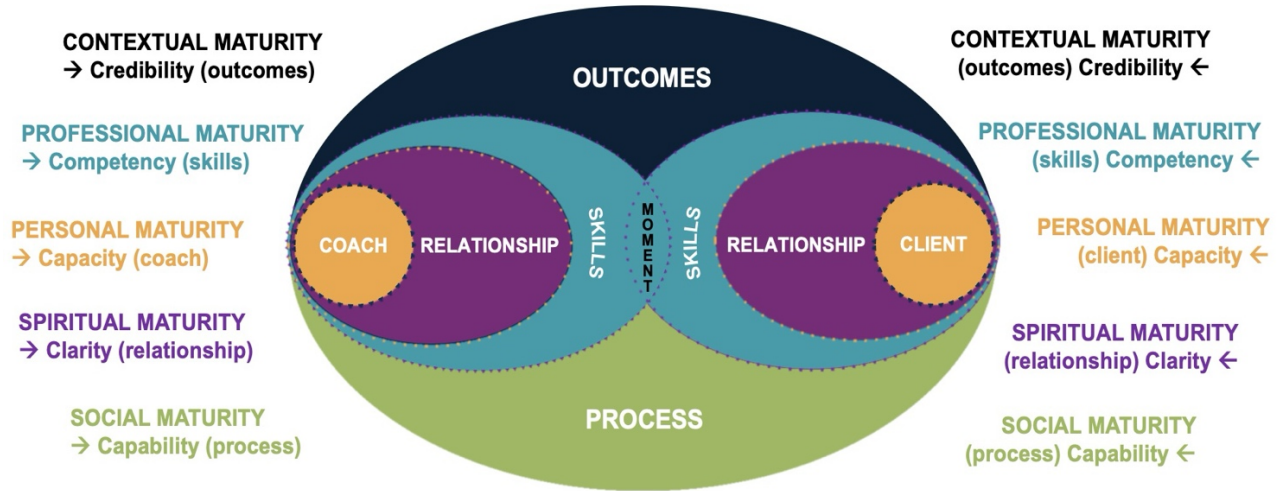 CONTEXTUAL MATURITY
→ Credibility (outcomes)
PROFESSIONAL MATURITY
→ Competency (skills)
PERSONAL MATURITY
→ Capacity (coach)
SPIRITUAL MATURITY
→ Clarity (relationship)
SOCIAL MATURITY
→ Capability (process)
OUTCOMES
COACH
RELATIONSHIP
SKILLS
MOMENT
SKILLS
RELATIONSHIP
CLIENT
PROCESS
CONTEXTUAL MATURITY
(outcomes) Credibility ←
PROFESSIONAL MATURITY
(skills) Competency ←
PERSONAL MATURITY
(client) Capacity ←
SPIRITUAL MATURITY
(relationship) Clarity ←
SOCIAL MATURITY
(process) Capability ←